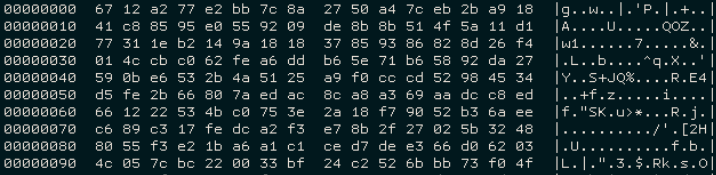 00000000  67 12 a2 77 e2 bb 7c 8a  27 50 a4 7c eb 2b a9 18  |g..w..|.'P.|.+..|
00000010  41 c8 85 95 e0 55 92 09  de 8b 8b 51 4f 5a 11 d1  |A....U.....QOZ..|
00000020  77 31 1e b2 14 9a 18 18  37 85 93 86 82 8d 26 f4  |w1......7.....&.|
00000030  01 4c cb c0 62 fe a6 dd  b6 5e 71 b6 58 92 da 27  |.L..b....^q.X..'|
00000040  59 0b e6 53 2b 4a 51 25  a9 f0 cc cd 52 98 45 34  |Y..S+JQ%....R.E4|
00000050  d5 fe 2b 66 80 7a ed ac  8c a8 a3 69 aa dc c8 ed  |..+f.z.....i....|
00000060  66 12 22 53 4b c0 75 3e  2a 18 f7 90 52 b3 6a ee  |f."SK.u>*...R.j.|
00000070  c6 89 c3 17 fe dc a2 f3  e7 8b 2f 27 02 5b 32 48  |........../'.[2H|
00000080  80 55 f3 e2 1b a6 a1 c1  ce d7 de e3 66 d0 62 03  |.U..........f.b.|
00000090  4c 05 7c bc 22 00 33 bf  24 c2 52 6b bb 73 f0 4f  |L.|.".3.$.Rk.s.O|